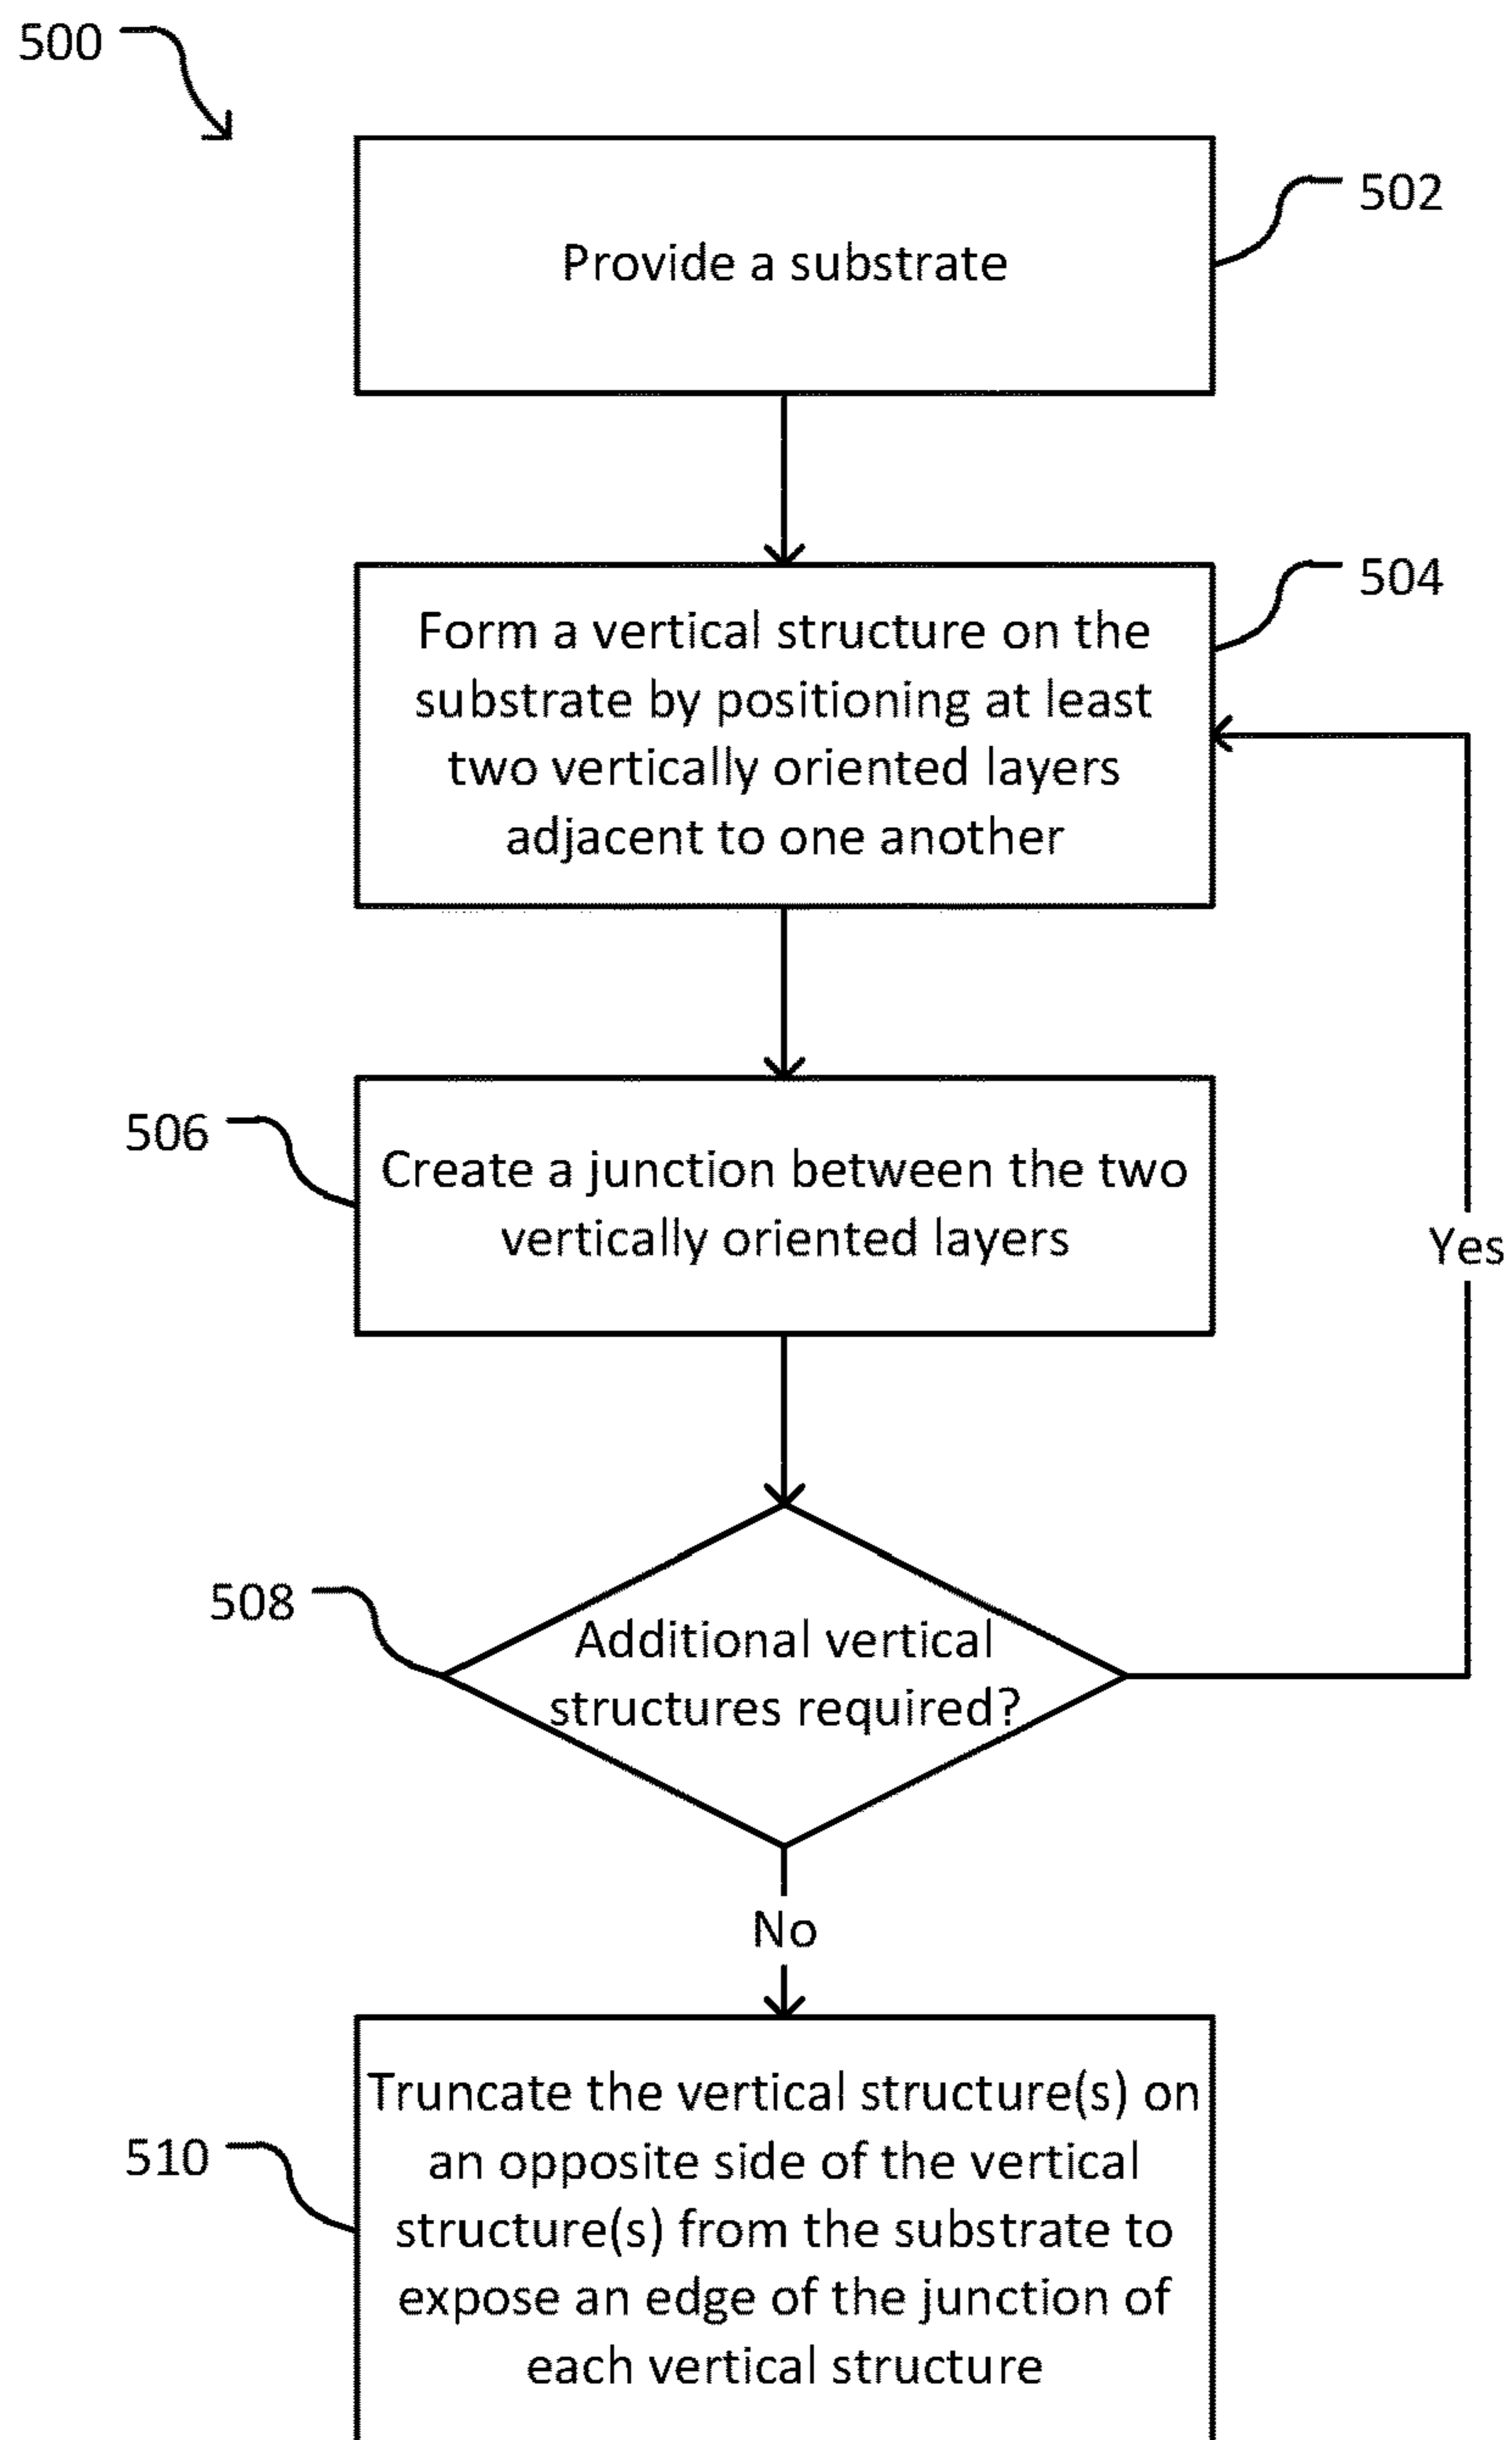 500
502
Provide a substrate
504
Form a vertical structure on the
substrate by positioning at least
two vertically oriented layers
adjacent to one another
506
Create a junction between the two
vertically oriented layers
Yes
508
Additional vertical
structures required?
No
510
Truncate the vertical structure(s) on
an opposite side of the vertical
structure(s) from the substrate to
expose an edge of the junction of
each vertical structure